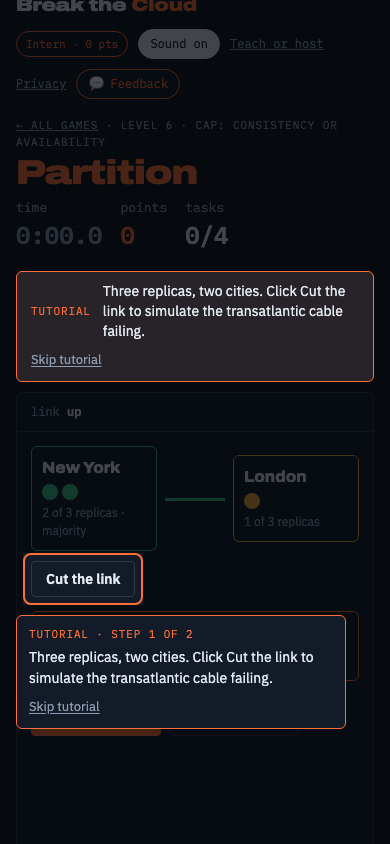 Break the Cloud
Intern · 0 pts
Sound on
Teach or host
Privacy
💬 Feedback
← ALL GAMES · LEVEL 6 · CAP: CONSISTENCY OR
AVAILABILITY
Partition
time points tasks
0:00.0 0 0/4
TUTORIAL
Three replicas, two cities. Click Cut the
link to simulate the transatlantic cable
failing.
Skip tutorial
link up
New York
2 of 3 replicas ·
majority
London
1 of 3 replicas
Cut the link
TUTORIAL · STEP 1 OF 2
Three replicas, two cities. Click Cut the link to
simulate the transatlantic cable failing.
Skip tutorial